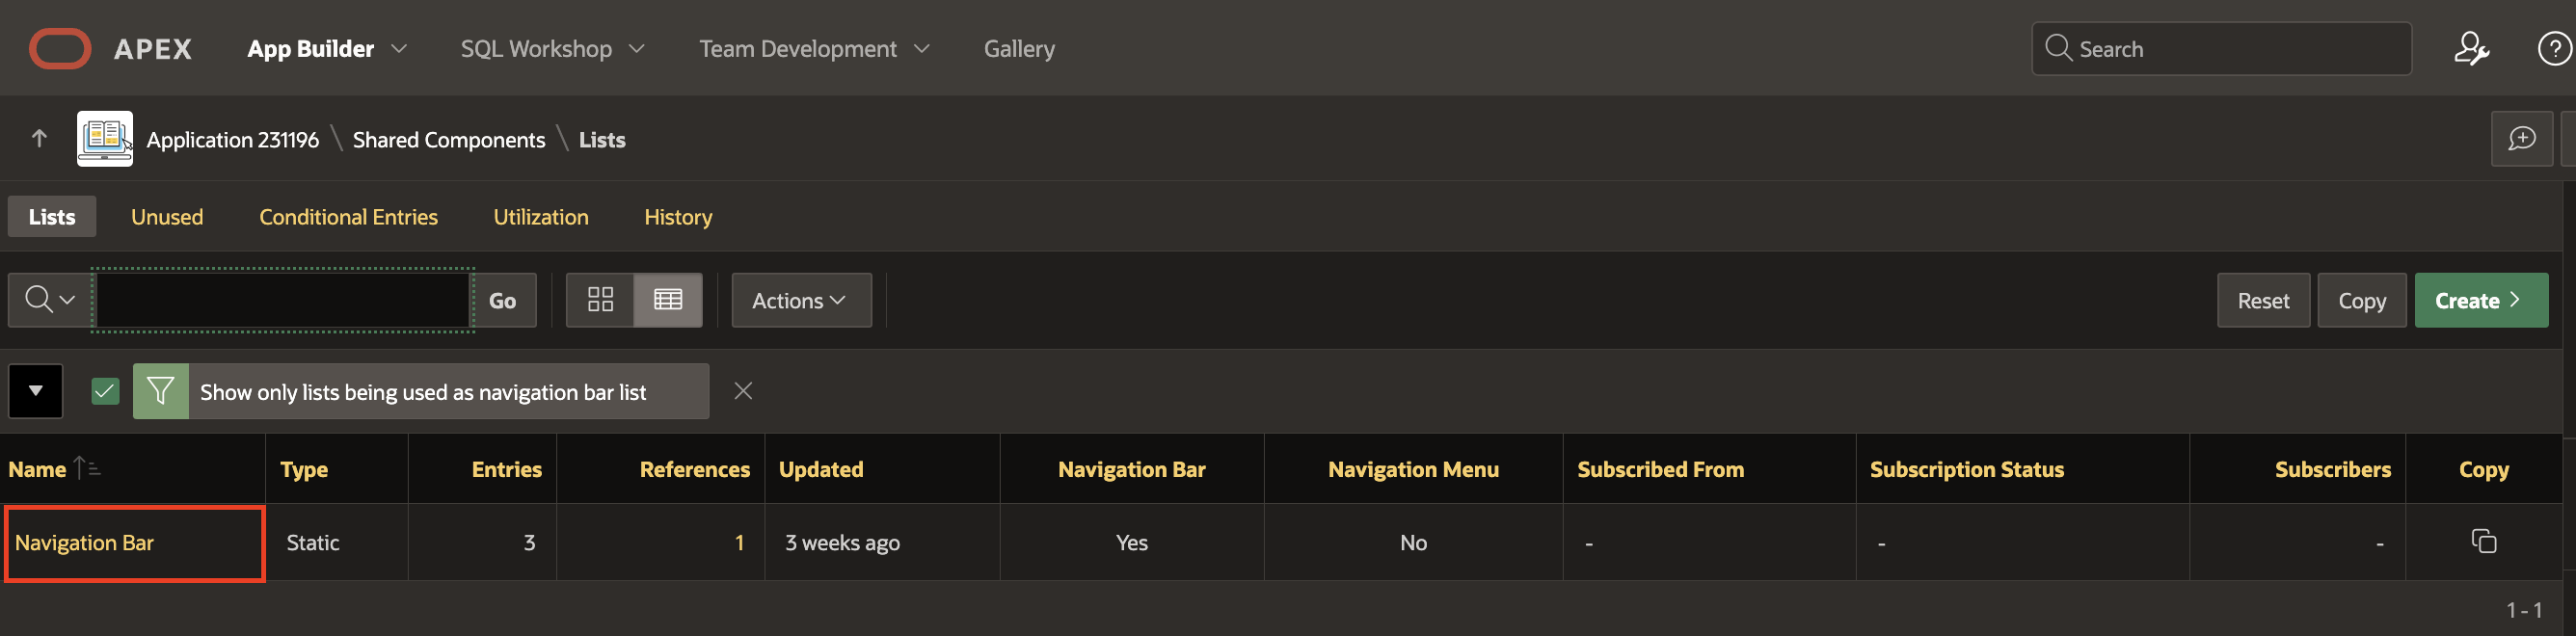 APEX App Builder SQL Workshop Team Development Gallery Search
Application 231196 \ Shared Components \ Lists
Lists Unused Conditional Entries Utilization History
Go Actions Reset Copy Create
Show only lists being used as navigation bar list
Name Type Entries References Updated Navigation Bar Navigation Menu Subscribed From Subscription Status Subscribers Copy
Navigation Bar Static 3 1 3 weeks ago Yes No - - -
1 - 1